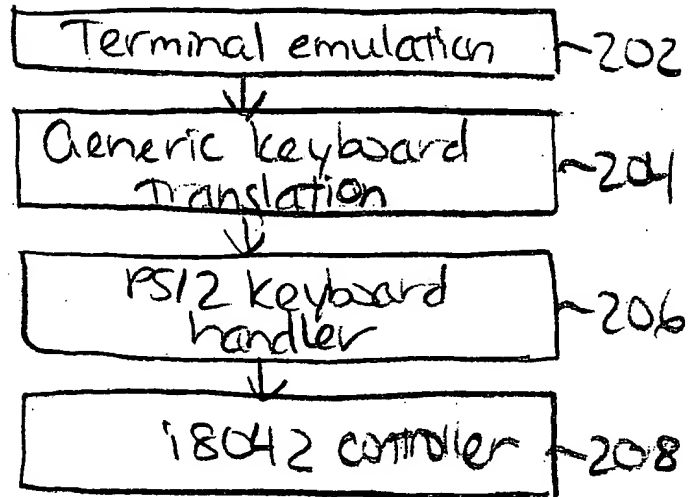 Terminal emulation
202
Generic keyboard
translation
204
PS/2 keyboard
handler
206
i8042 controller
208